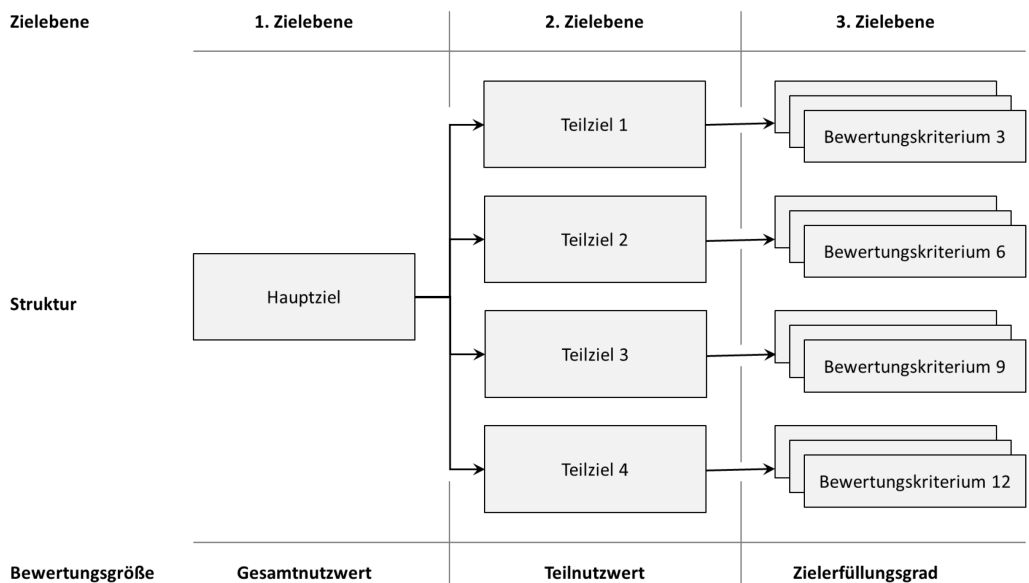 Zielebene 1. Zielebene 2. Zielebene 3. Zielebene
Teilziel 1
Bewertungskriterium 3
Teilziel 2
Bewertungskriterium 6
Hauptziel
Struktur
Teilziel 3
Bewertungskriterium 9
Teilziel 4
Bewertungskriterium 12
Bewertungsgröße Gesamtnutzwert Teilnutzwert Zielerfüllungsgrad